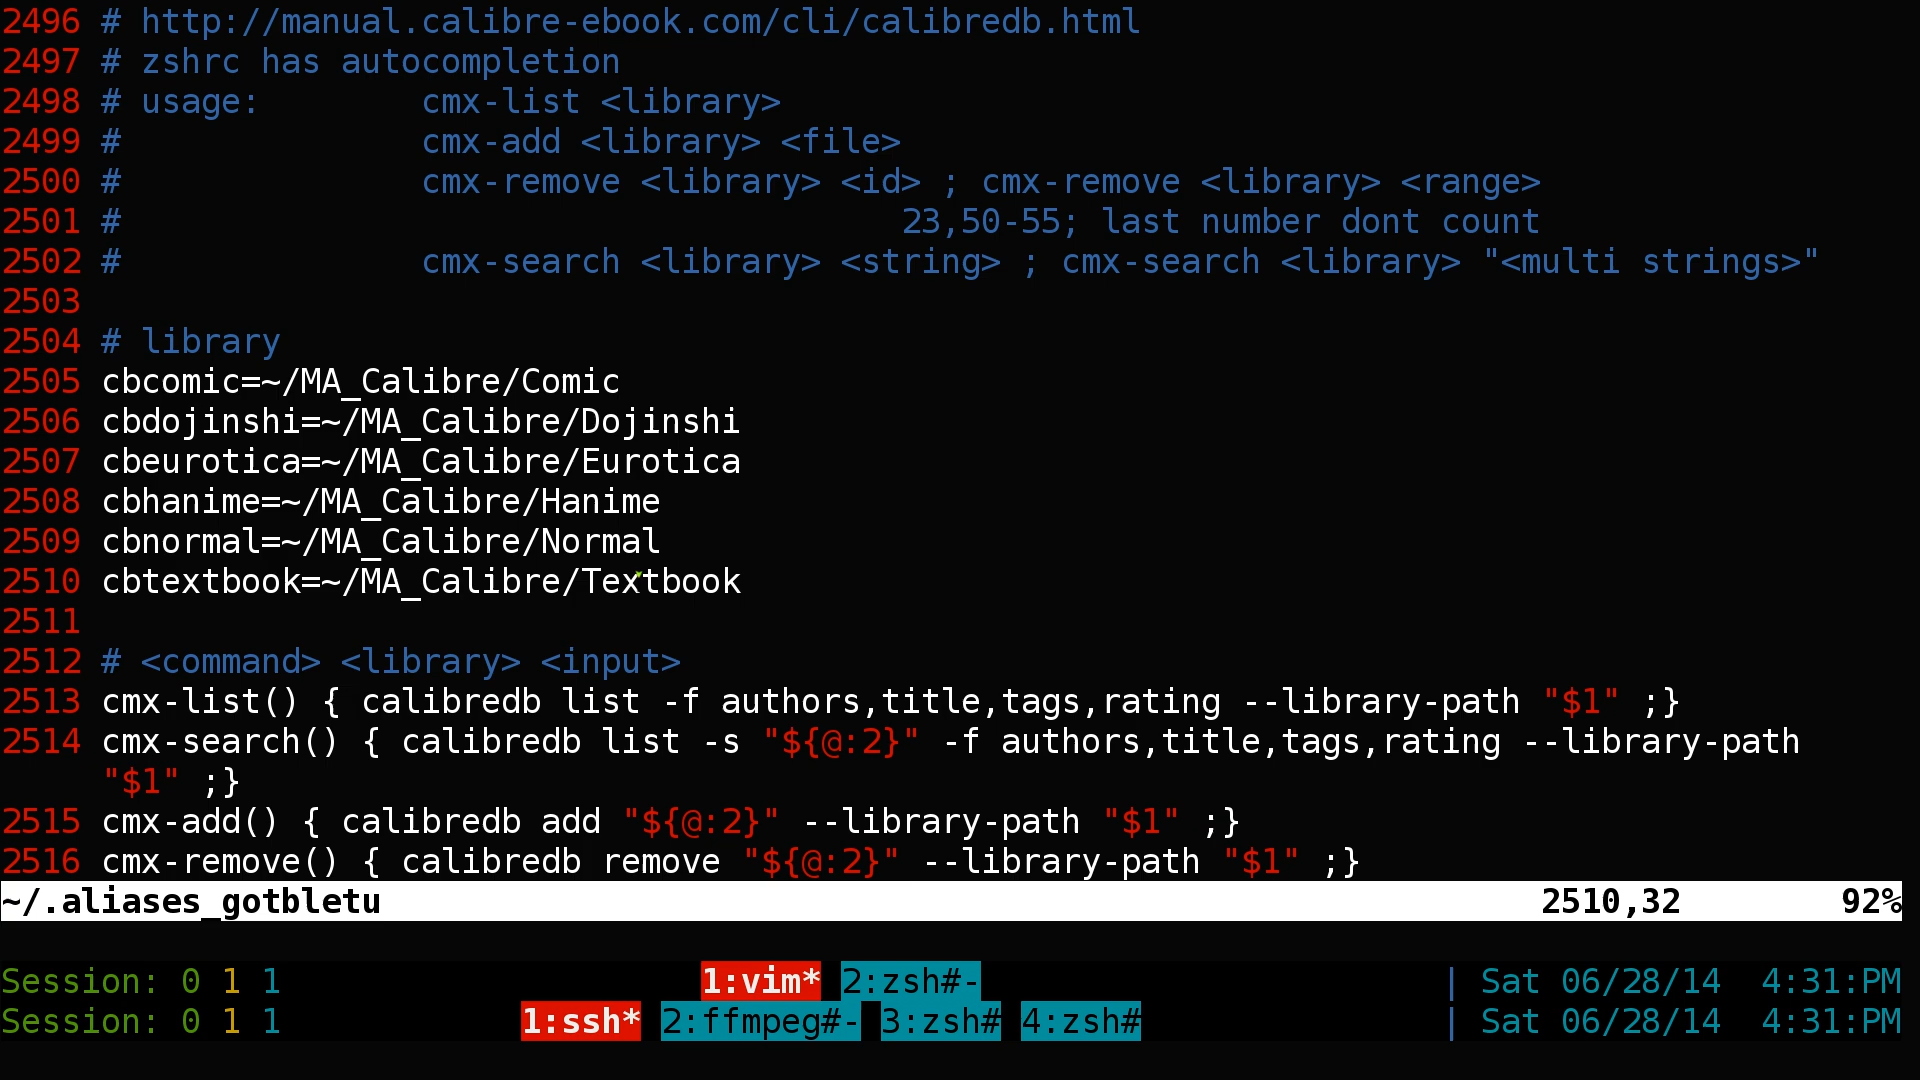 2496 # http://manual.calibre-ebook.com/cli/calibredb.html
2497 # zshrc has autocompletion
2498 # usage:        cmx-list <library>
2499 #               cmx-add <library> <file>
2500 #               cmx-remove <library> <id> ; cmx-remove <library> <range>
2501 #                                       23,50-55; last number dont count
2502 #               cmx-search <library> <string> ; cmx-search <library> "<multi strings>"
2503
2504 # library
2505 cbcomic=~/MA_Calibre/Comic
2506 cbdojinshi=~/MA_Calibre/Dojinshi
2507 cbeurotica=~/MA_Calibre/Eurotica
2508 cbhanime=~/MA_Calibre/Hanime
2509 cbnormal=~/MA_Calibre/Normal
2510 cbtextbook=~/MA_Calibre/Textbook
2511
2512 # <command> <library> <input>
2513 cmx-list() { calibredb list -f authors,title,tags,rating --library-path "$1" ;}
2514 cmx-search() { calibredb list -s "${@:2}" -f authors,title,tags,rating --library-path
"$1" ;}
2515 cmx-add() { calibredb add "${@:2}" --library-path "$1" ;}
2516 cmx-remove() { calibredb remove "${@:2}" --library-path "$1" ;}
~/.aliases_gotbletu 2510,32 92%
Session: 0 1 1 1:vim* 2:zsh#- | Sat 06/28/14  4:31:PM
Session: 0 1 1 1:ssh* 2:ffmpeg#- 3:zsh# 4:zsh# | Sat 06/28/14  4:31:PM